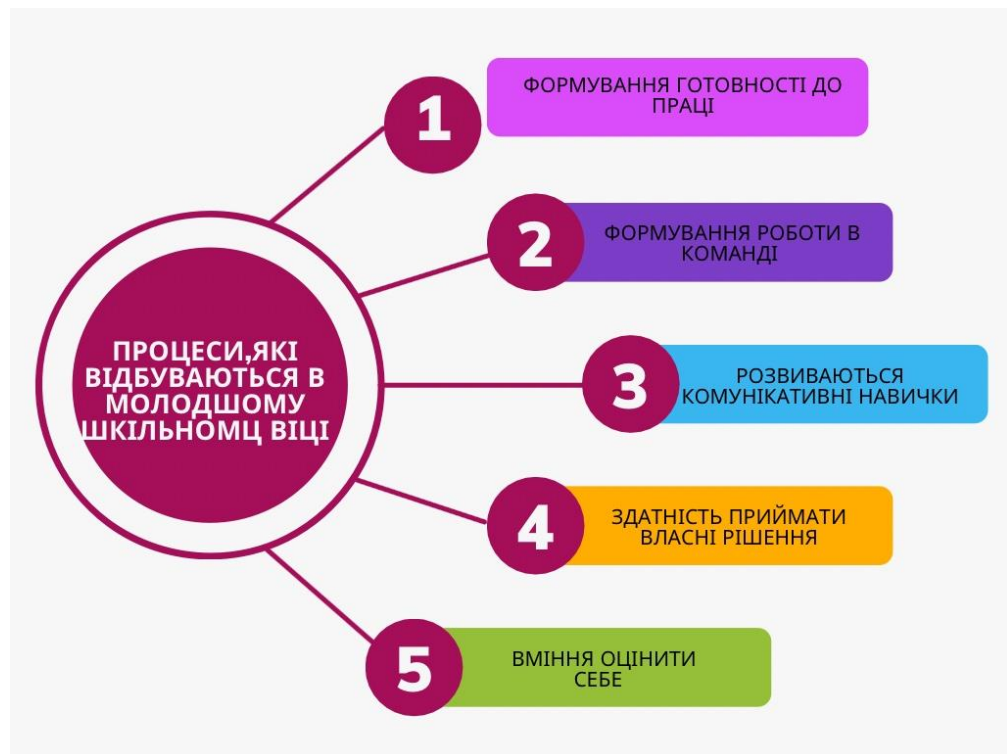 1
ФОРМУВАННЯ ГОТОВНОСТІ ДО
ПРАЦІ
2
ФОРМУВАННЯ РОБОТИ В
КОМАНДІ
ПРОЦЕСИ,ЯКІ
ВІДБУВАЮТЬСЯ В
МОЛОДШОМУ
ШКІЛЬНОМЦ ВІЦІ
3
РОЗВИВАЮТЬСЯ
КОМУНІКАТИВНІ НАВИЧКИ
4
ЗДАТНІСТЬ ПРИЙМАТИ
ВЛАСНІ РІШЕННЯ
5
ВМІННЯ ОЦІНИТИ
СЕБЕ